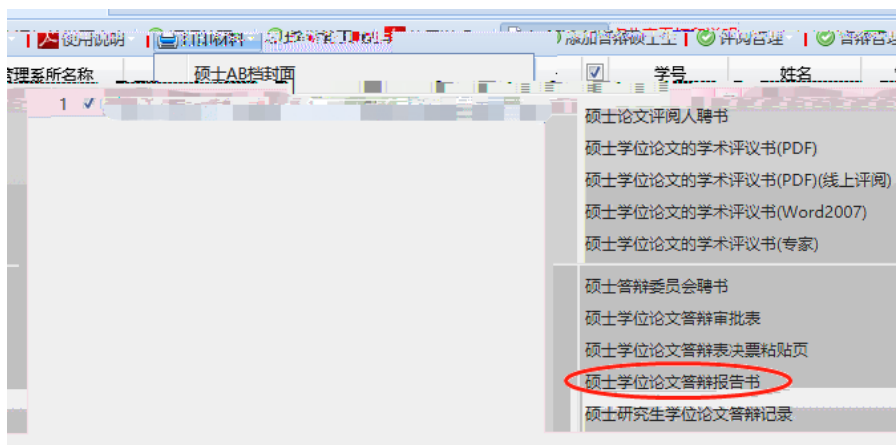 使用说明 打印材料 添加答辩硕士生 评阅管理 答辩管
管理系所名称 硕士AB档封面 学号 姓名
1
硕士论文评阅人聘书
硕士学位论文的学术评议书(PDF)
硕士学位论文的学术评议书(PDF)(线上评阅)
硕士学位论文的学术评议书(Word2007)
硕士学位论文的学术评议书(专家)
硕士答辩委员会聘书
硕士学位论文答辩审批表
硕士学位论文答辩表决票粘贴页
硕士学位论文答辩报告书
硕士研究生学位论文答辩记录